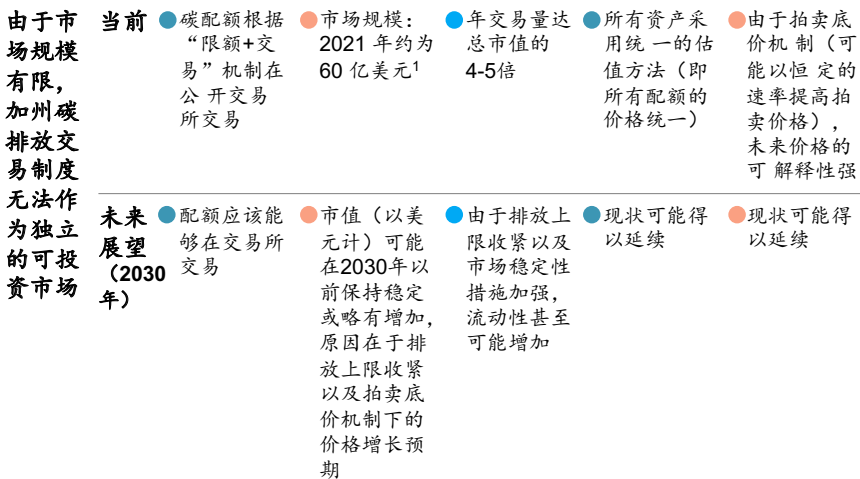 由于市
场规模
有限，
加州碳
排放交
易制度
无法作
为独立
的可投
资市场
当前
碳配额根据
“限额+交
易”机制在
公 开交易
所交易
市场规模：
2021 年约为
60 亿美元1
年交易量达
总市值的
4-5倍
所有资产采
用统 一的估
值方法（即
所有配额的
价格统一）
由于拍卖底
价机 制（可
能以恒 定的
速率提高拍
卖价格），
未来价格的
可 解释性强
未来
展望
（2030
年）
配额应该能
够在交易所
交易
市值（以美
元计）可能
在2030年以
前保持稳定
或略有增加，
原因在于排
放上限收紧
以及拍卖底
价机制下的
价格增长预
期
由于排放上
限收紧以及
市场稳定性
措施加强，
流动性甚至
可能增加
现状可能得
以延续
现状可能得
以延续